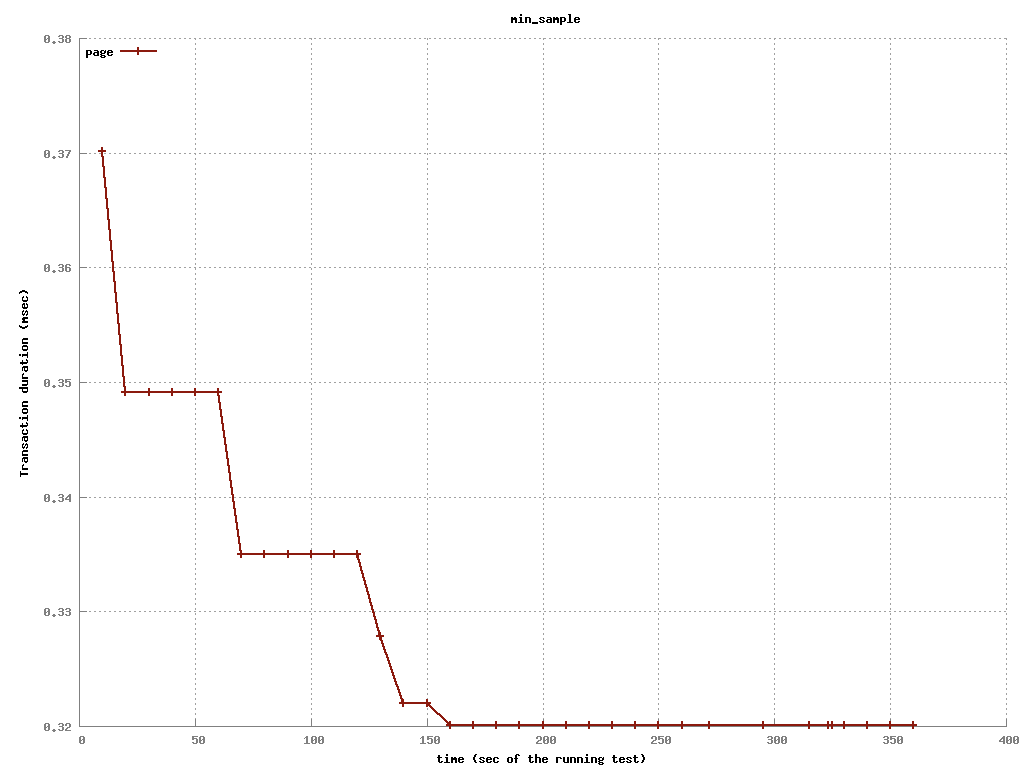 min_sample
0.38
page
0.37
0.36
0.35
0.34
0.33
0.32
Transaction duration (msec)
0 50 100 150 200 250 300 350 400
time (sec of the running test)